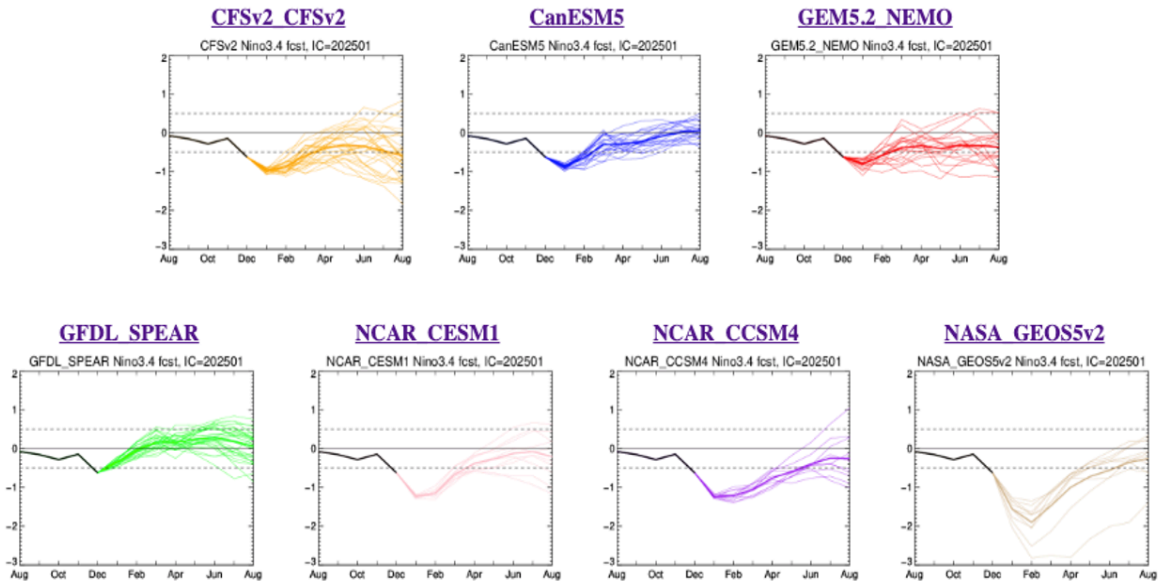 CFSv2_CFSv2
CanESM5
GEM5.2_NEMO
CFSv2 Nino3.4 fcst, IC=202501
2
1
0
−1
−2
−3
Aug Oct Dec Feb Apr Jun Aug
CanESM5 Nino3.4 fcst, IC=202501
2
1
0
−1
−2
−3
Aug Oct Dec Feb Apr Jun Aug
GEM5.2_NEMO Nino3.4 fcst, IC=202501
2
1
0
−1
−2
−3
Aug Oct Dec Feb Apr Jun Aug
GFDL_SPEAR
NCAR_CESM1
NCAR_CCSM4
NASA_GEOS5v2
GFDL_SPEAR Nino3.4 fcst, IC=202501
2
1
0
−1
−2
−3
Aug Oct Dec Feb Apr Jun Aug
NCAR_CESM1 Nino3.4 fcst, IC=202501
2
1
0
−1
−2
−3
Aug Oct Dec Feb Apr Jun Aug
NCAR_CCSM4 Nino3.4 fcst, IC=202501
2
1
0
−1
−2
−3
Aug Oct Dec Feb Apr Jun Aug
NASA_GEOS5v2 Nino3.4 fcst, IC=202501
2
1
0
−1
−2
−3
Aug Oct Dec Feb Apr Jun Aug